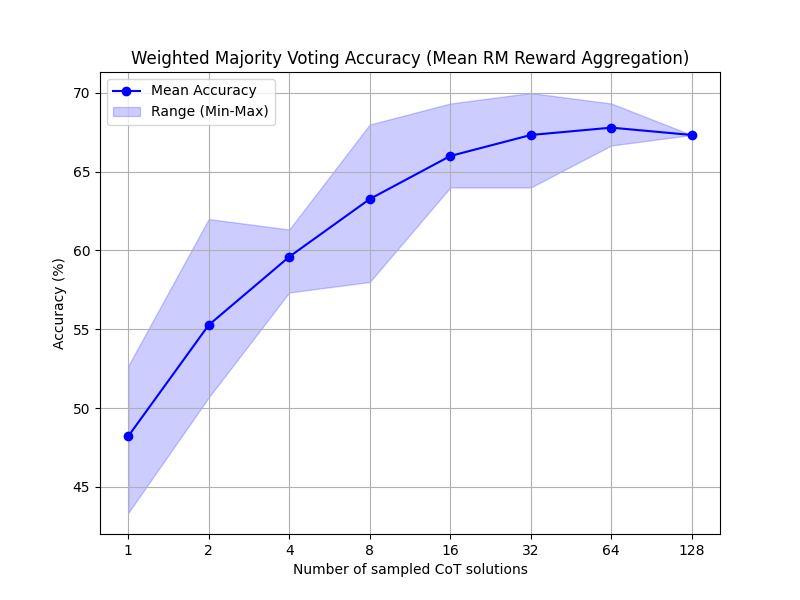 Weighted Majority Voting Accuracy (Mean RM Reward Aggregation)
Mean Accuracy
Range (Min-Max)
70
65
60
55
50
45
Accuracy (%)
1 2 4 8 16 32 64 128
Number of sampled CoT solutions